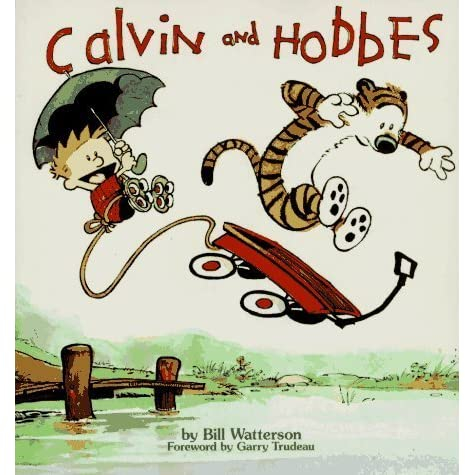 Calvin and Hobbes
by Bill Watterson
Foreword by Garry Trudeau